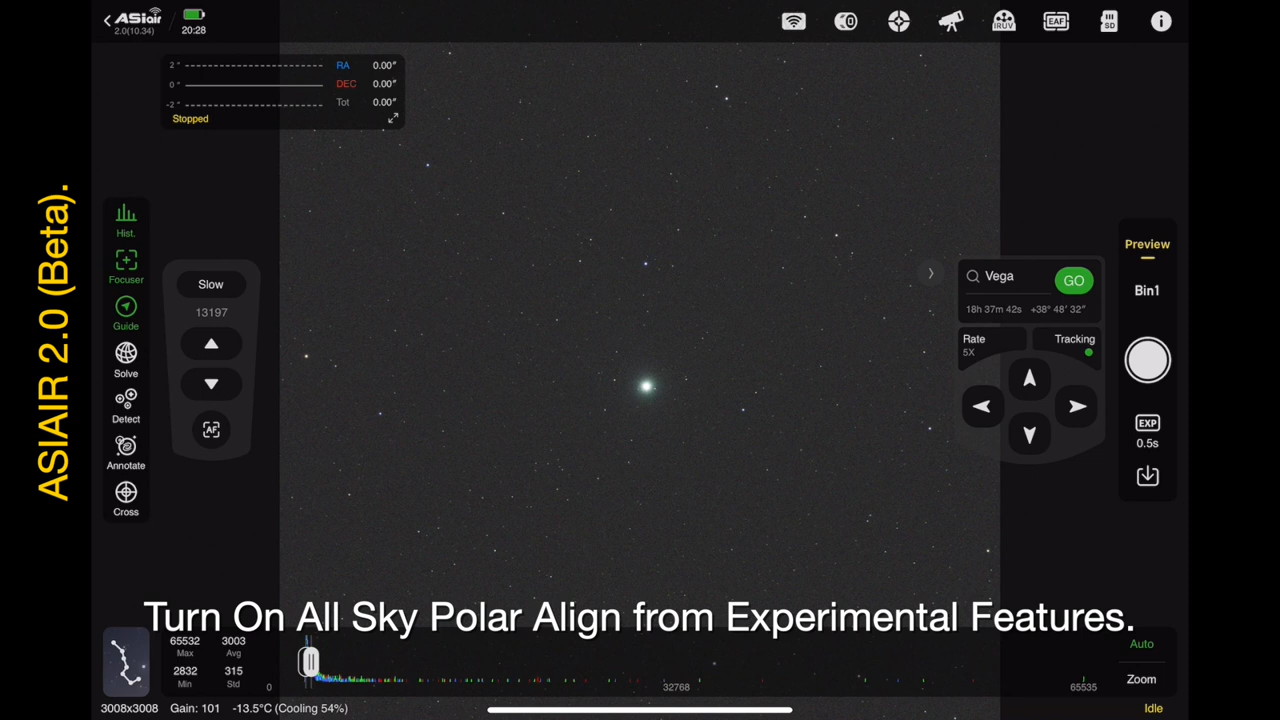 ASIAIR 2.0 (Beta).
ASiair
2.0(10.34)
20:28
IRUV
EAF
SD
2"
0"
-2"
RA 0.00"
DEC 0.00"
Tot 0.00"
Stopped
Hist.
Focuser
Guide
Solve
Detect
Annotate
Cross
Slow
13197
AF
Vega
GO
18h 37m 42s +38° 48' 32"
Rate
5X
Tracking
Preview
Bin1
EXP
0.5s
Turn On All Sky Polar Align from Experimental Features.
65532 3003
Max Avg
2832 315
Min Std
0
32768
65535
Auto
Zoom
3008x3008 Gain: 101 -13.5°C (Cooling 54%)
Idle